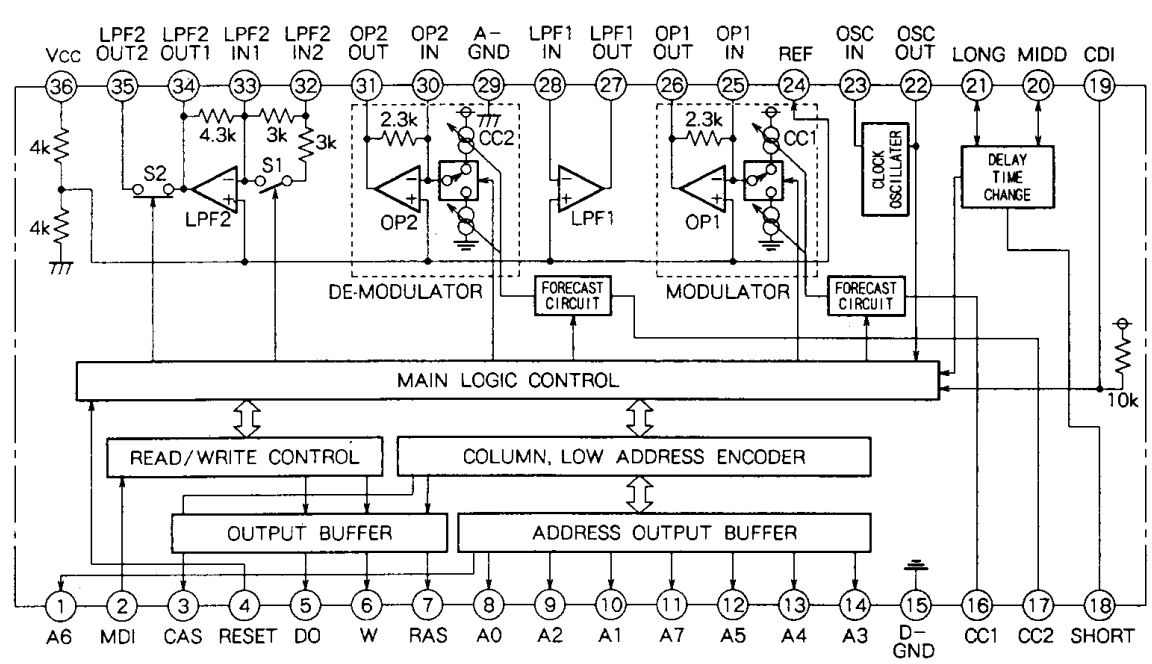 VCC
LPF2 OUT2
LPF2 OUT1
LPF2 IN1
LPF2 IN2
OP2 OUT
OP2 IN
A-GND
LPF1 IN
LPF1 OUT
OP1 OUT
OP1 IN
REF
OSC IN
OSC OUT
LONG
MIDD
CDI
36 35 34 33 32 31 30 29 28 27 26 25 24 23 22 21 20 19
4k
4k
4.3k
3k
3k
S2
S1
- +
LPF2
2.3k
CC2
- +
OP2
DE-MODULATOR
- +
LPF1
2.3k
CC1
- +
OP1
MODULATOR
CLOCK
OSCILLATER
DELAY
TIME
CHANGE
FORECAST
CIRCUIT
FORECAST
CIRCUIT
10k
MAIN LOGIC CONTROL
READ/WRITE CONTROL
COLUMN, LOW ADDRESS ENCODER
OUTPUT BUFFER
ADDRESS OUTPUT BUFFER
1 2 3 4 5 6 7 8 9 10 11 12 13 14 15 16 17 18
A6
MDI
CAS
RESET
DO
W
RAS
A0
A2
A1
A7
A5
A4
A3
D-
GND
CC1
CC2
SHORT